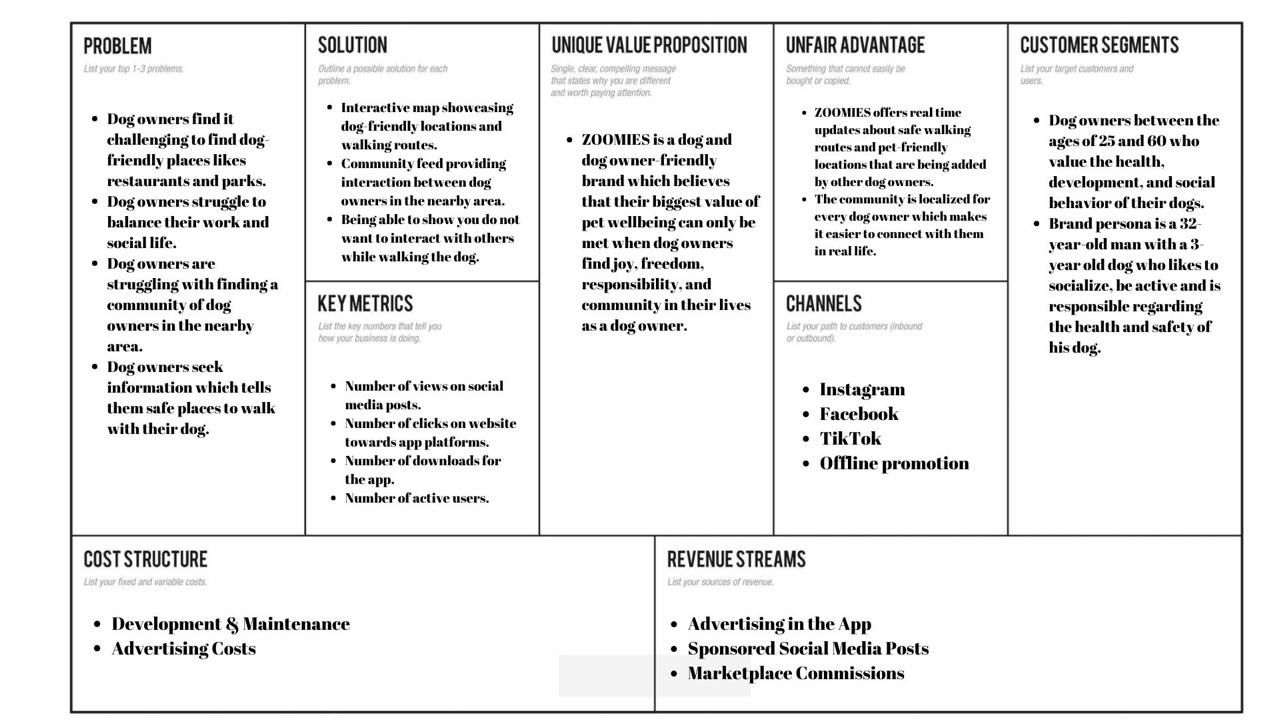 PROBLEM
List your top 1-3 problems.
• Dog owners find it
challenging to find dog-
friendly places likes
restaurants and parks.
• Dog owners struggle to
balance their work and
social life.
• Dog owners are
struggling with finding a
community of dog
owners in the nearby
area.
• Dog owners seek
information which tells
them safe places to walk
with their dog.
SOLUTION
Outline a possible solution for each
problem.
• Interactive map showcasing
dog-friendly locations and
walking routes.
• Community feed providing
interaction between dog
owners in the nearby area.
• Being able to show you do not
want to interact with others
while walking the dog.
KEY METRICS
List the key numbers that tell you
how your business is doing.
• Number of views on social
media posts.
• Number of clicks on website
towards app platforms.
• Number of downloads for
the app.
• Number of active users.
UNIQUE VALUE PROPOSITION
Single, clear, compelling message
that states why you are different
and worth paying attention.
• ZOOMIES is a dog and
dog owner-friendly
brand which believes
that their biggest value of
pet wellbeing can only be
met when dog owners
find joy, freedom,
responsibility, and
community in their lives
as a dog owner.
UNFAIR ADVANTAGE
Something that cannot easily be
bought or copied.
• ZOOMIES offers real time
updates about safe walking
routes and pet-friendly
locations that are being added
by other dog owners.
• The community is localized for
every dog owner which makes
it easier to connect with them
in real life.
CHANNELS
List your path to customers (inbound
or outbound).
• Instagram
• Facebook
• TikTok
• Offline promotion
CUSTOMER SEGMENTS
List your target customers and
users.
• Dog owners between the
ages of 25 and 60 who
value the health,
development, and social
behavior of their dogs.
• Brand persona is a 32-
year-old man with a 3-
year old dog who likes to
socialize, be active and is
responsible regarding
the health and safety of
his dog.
COST STRUCTURE
List your fixed and variable costs.
• Development & Maintenance
• Advertising Costs
REVENUE STREAMS
List your sources of revenue.
• Advertising in the App
• Sponsored Social Media Posts
• Marketplace Commissions